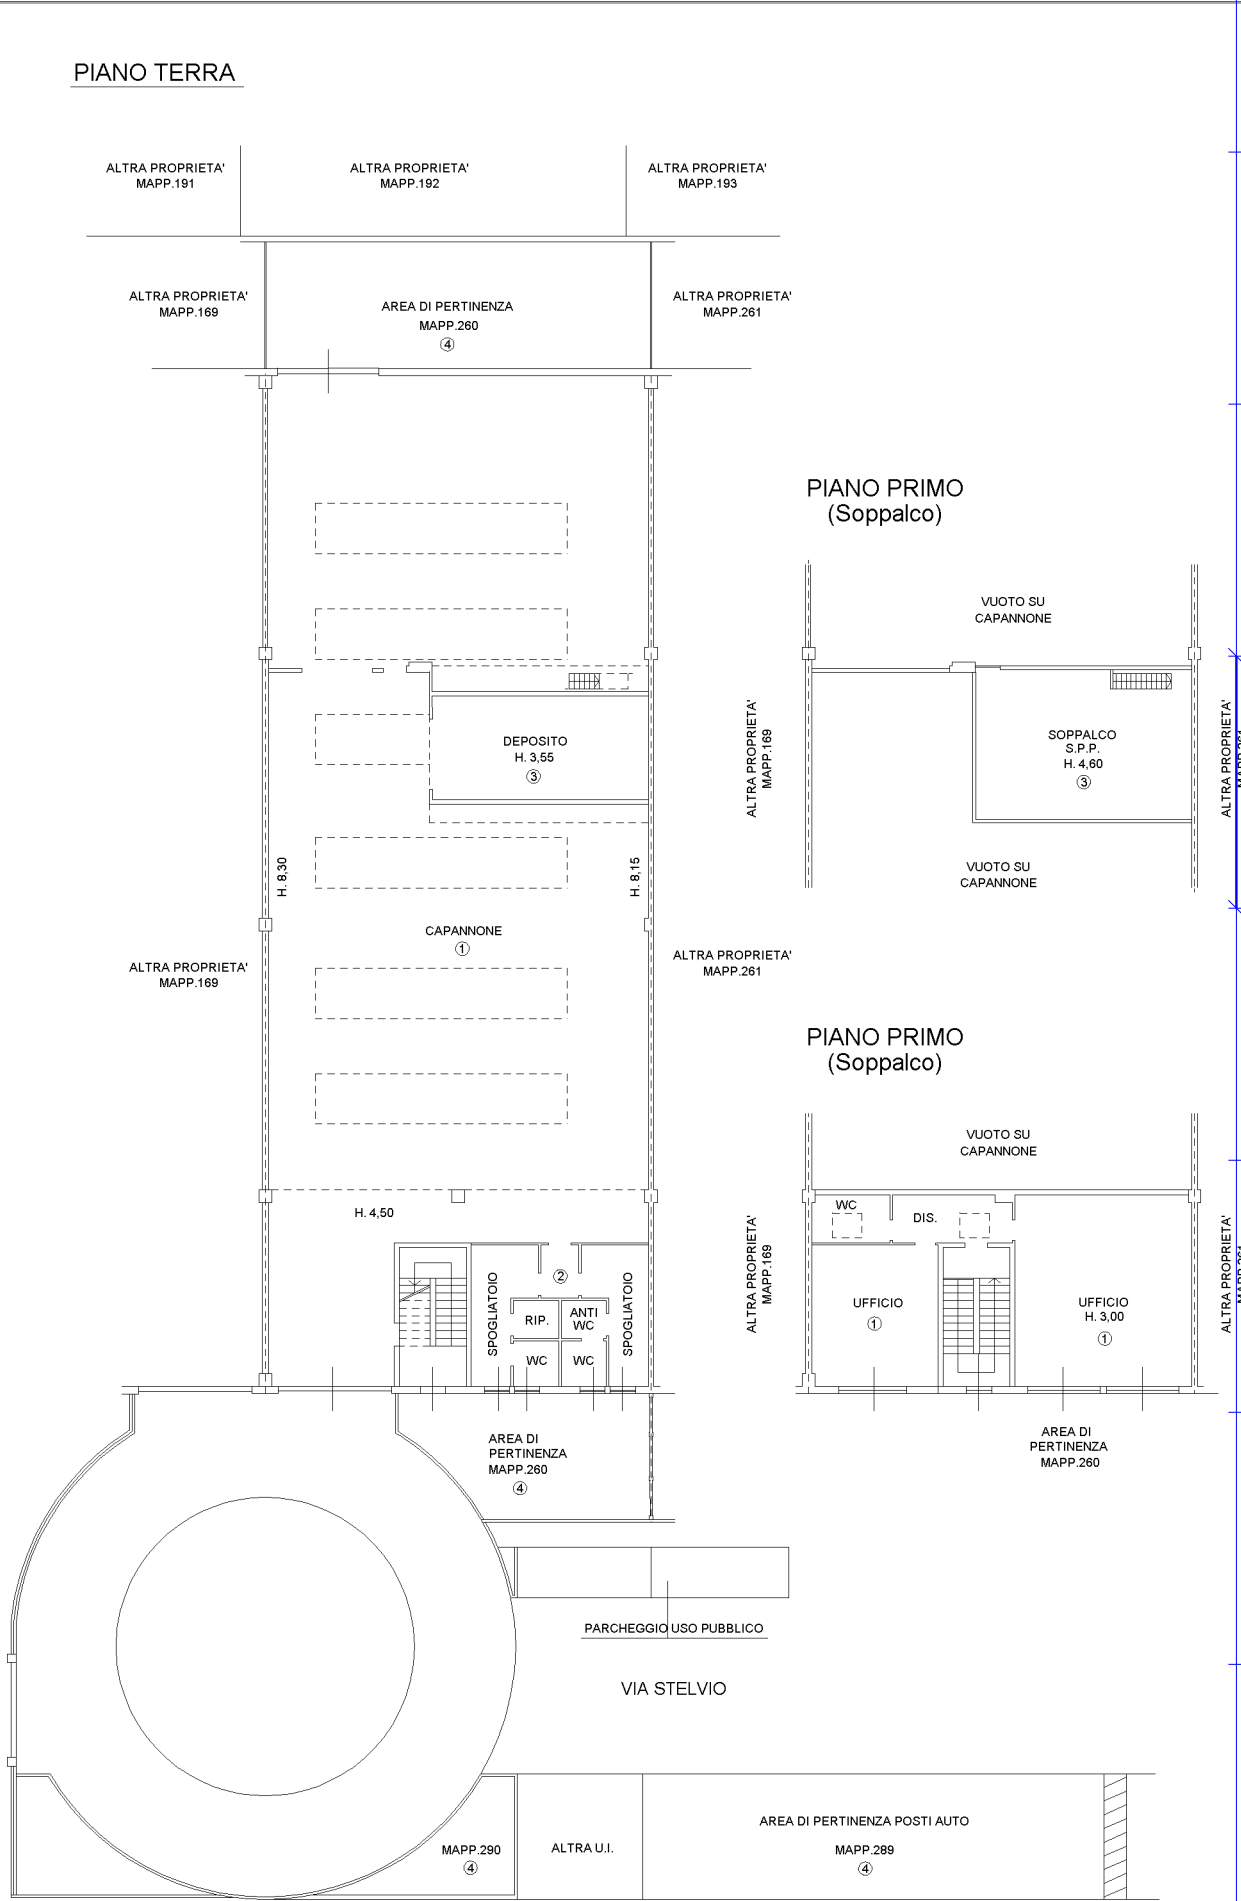 PIANO TERRA
ALTRA PROPRIETA'
MAPP.191
ALTRA PROPRIETA'
MAPP.192
ALTRA PROPRIETA'
MAPP.193
ALTRA PROPRIETA'
MAPP.169
AREA DI PERTINENZA
MAPP.260
4
ALTRA PROPRIETA'
MAPP.261
PIANO PRIMO
(Soppalco)
VUOTO SU
CAPANNONE
DEPOSITO
H. 3,55
3
ALTRA PROPRIETA'
MAPP.169
SOPPALCO
S.P.P.
H. 4,60
3
ALTRA PROPRIETA'
MAPP.261
H. 8,30
H. 8,15
VUOTO SU
CAPANNONE
CAPANNONE
1
ALTRA PROPRIETA'
MAPP.169
ALTRA PROPRIETA'
MAPP.261
PIANO PRIMO
(Soppalco)
VUOTO SU
CAPANNONE
H. 4,50
WC
DIS.
ALTRA PROPRIETA'
MAPP.169
ALTRA PROPRIETA'
MAPP.261
SPOGLIATOIO
2
SPOGLIATOIO
RIP.
ANTI
WC
WC
WC
UFFICIO
1
UFFICIO
H. 3,00
1
AREA DI
PERTINENZA
MAPP.260
4
AREA DI
PERTINENZA
MAPP.260
PARCHEGGIO USO PUBBLICO
VIA STELVIO
MAPP.290
4
ALTRA U.I.
AREA DI PERTINENZA POSTI AUTO
MAPP.289
4